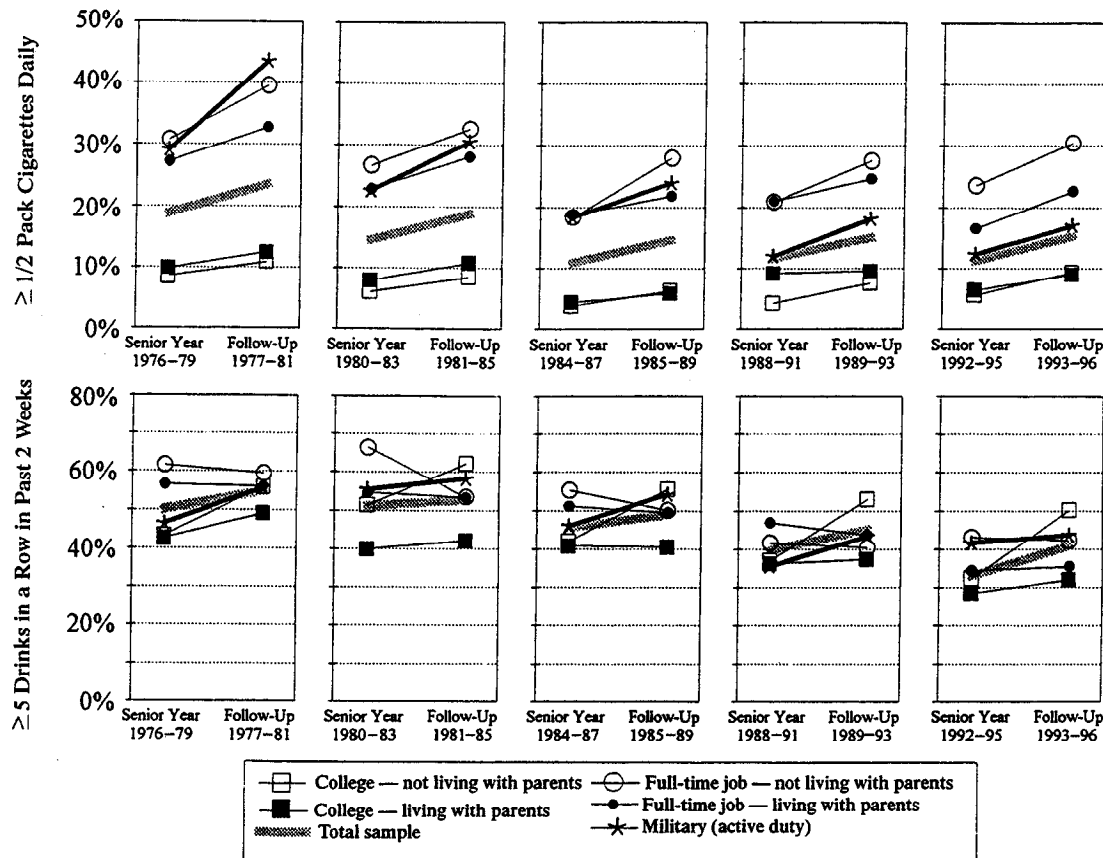 ≥ 1/2 Pack Cigarettes Daily
50%
40%
30%
20%
10%
0%
Senior Year Follow-Up
1976–79 1977–81
Senior Year Follow-Up
1980–83 1981–85
Senior Year Follow-Up
1984–87 1985–89
Senior Year Follow-Up
1988–91 1989–93
Senior Year Follow-Up
1992–95 1993–96
≥ 5 Drinks in a Row in Past 2 Weeks
80%
60%
40%
20%
0%
Senior Year Follow-Up
1976–79 1977–81
Senior Year Follow-Up
1980–83 1981–85
Senior Year Follow-Up
1984–87 1985–89
Senior Year Follow-Up
1988–91 1989–93
Senior Year Follow-Up
1992–95 1993–96
College — not living with parents
College — living with parents
Total sample
Full-time job — not living with parents
Full-time job — living with parents
Military (active duty)